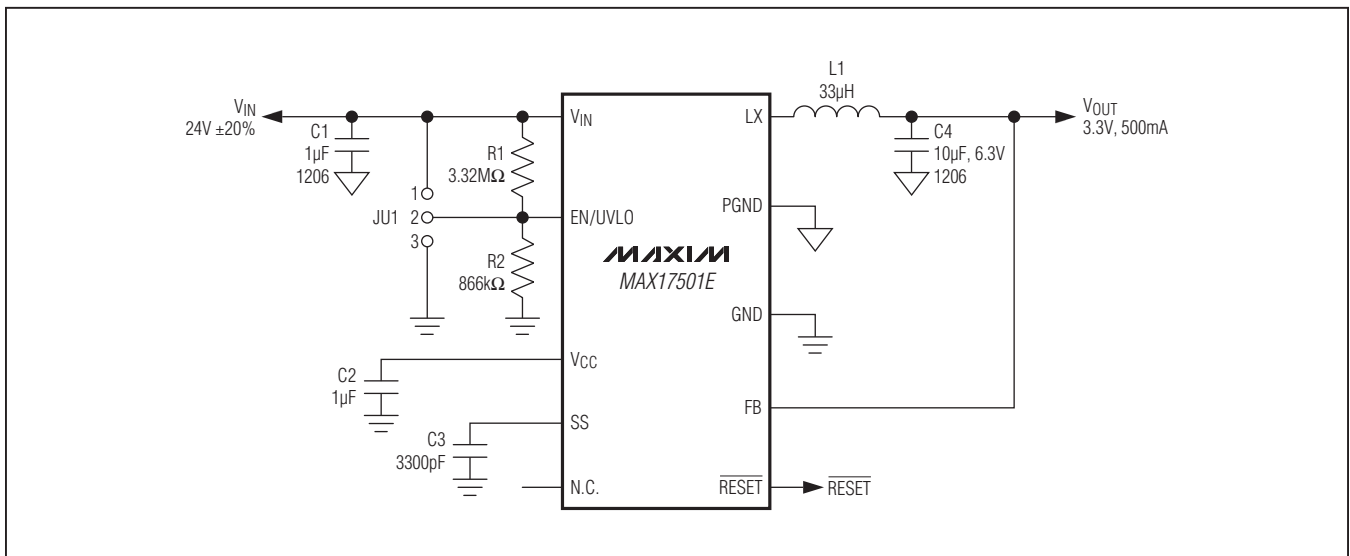 VIN
24V ±20%
C1
1µF
1206
JU1
1
2
3
R1
3.32MΩ
R2
866kΩ
C2
1µF
C3
3300pF
VIN
EN/UVLO
VCC
SS
N.C.
MAXIM
MAX17501E
LX
PGND
GND
FB
RESET
L1
33µH
C4
10µF, 6.3V
1206
VOUT
3.3V, 500mA
RESET